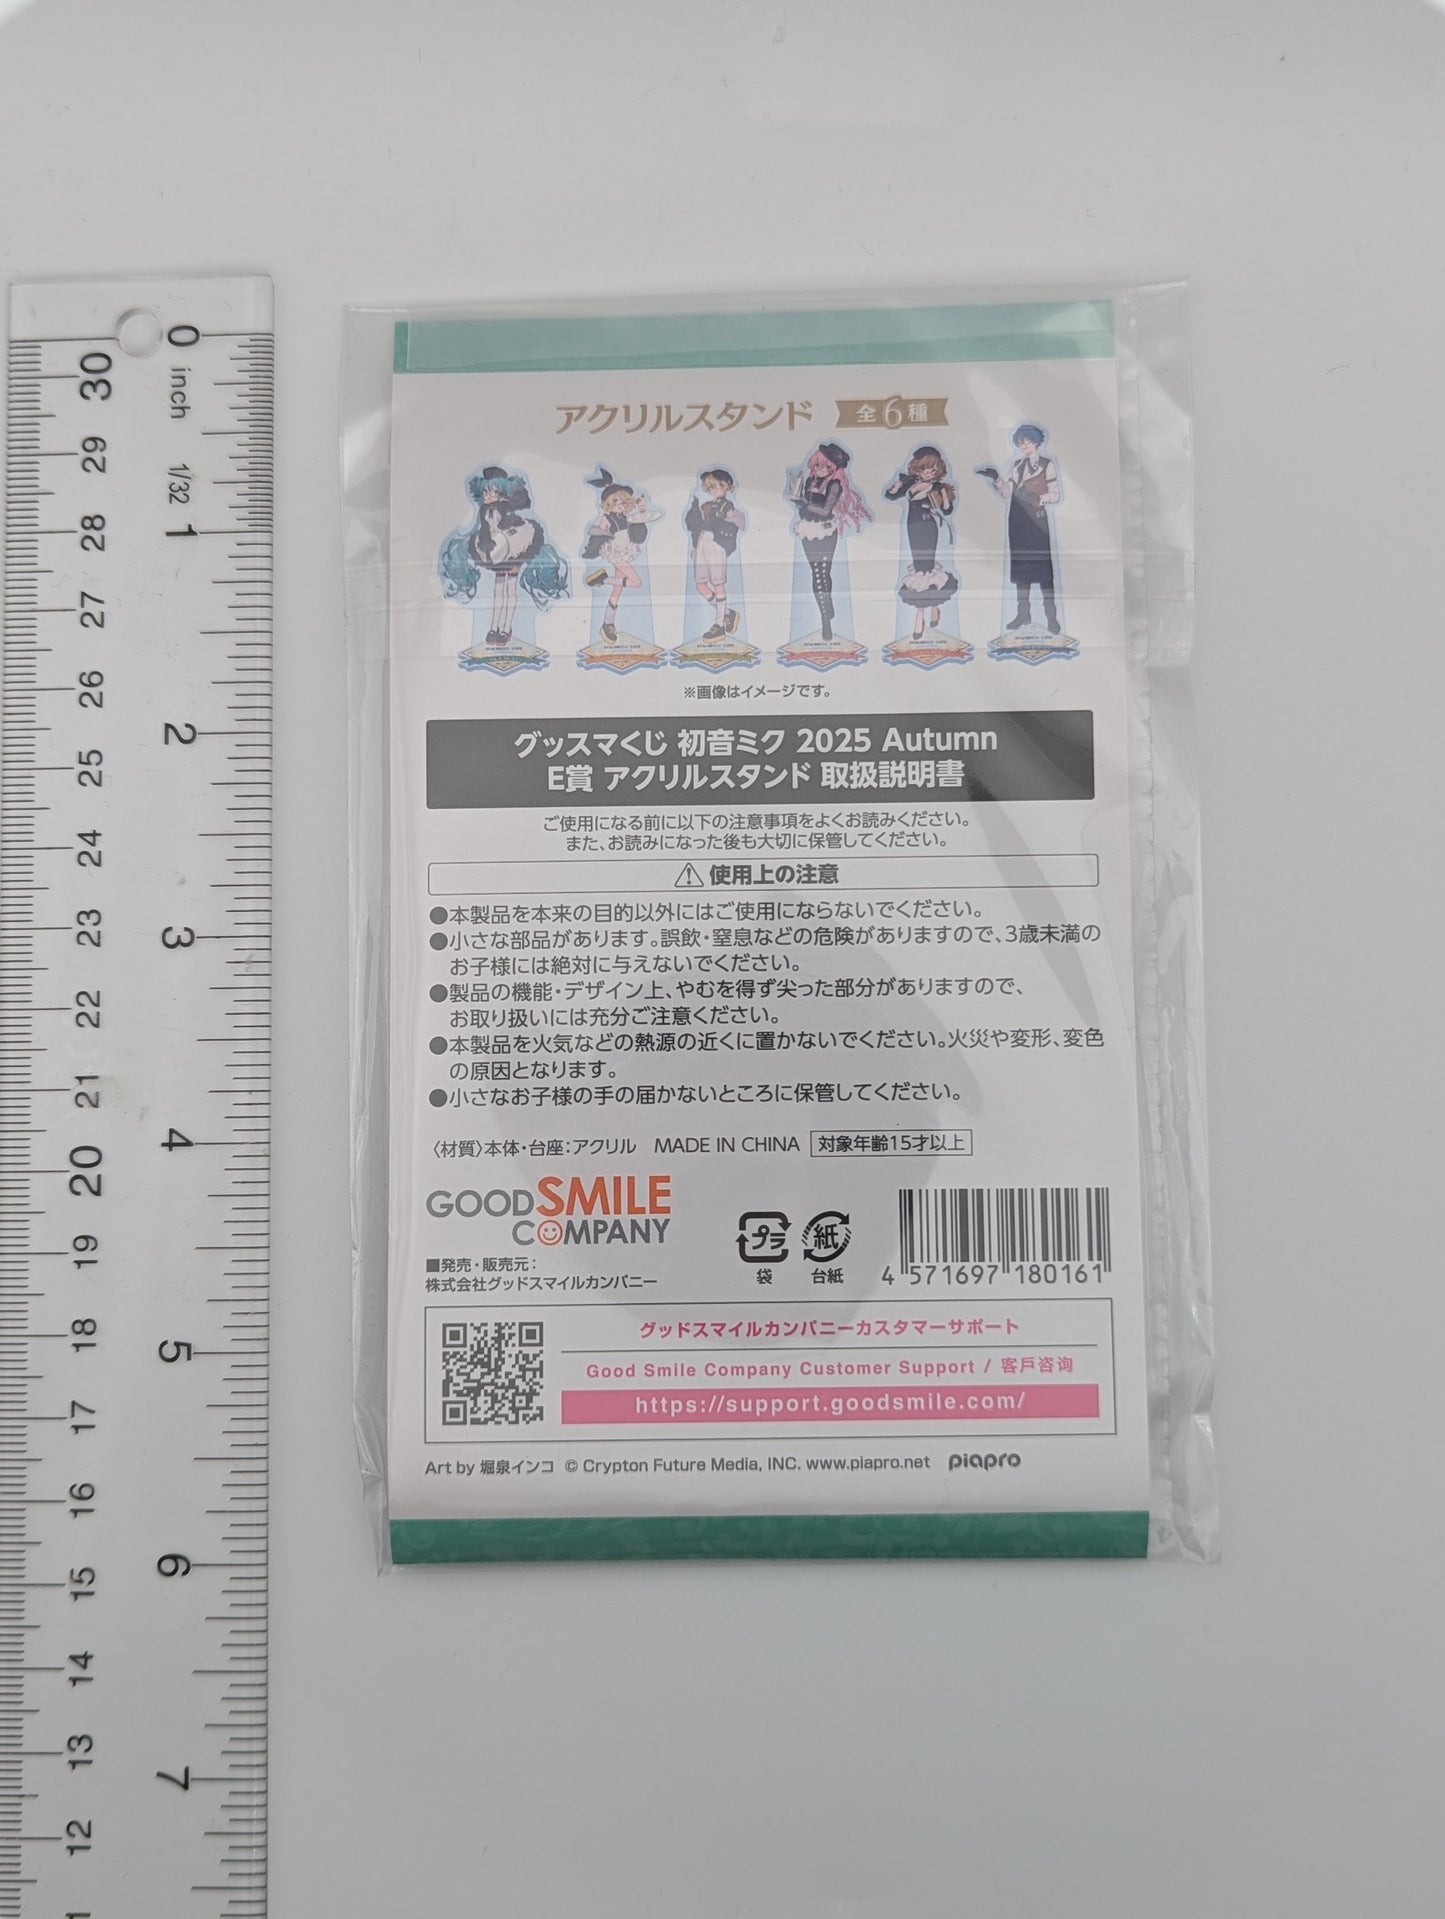 アクリルスタンド 全6種
※画像はイメージです。
グッスマくじ 初音ミク 2025 Autumn
E賞 アクリルスタンド 取扱説明書
ご使用になる前に以下の注意事項をよくお読みください。
また、お読みになった後も大切に保管してください。
使用上の注意
●本製品を本来の目的以外にはご使用にならないでください。
●小さな部品があります。誤飲・窒息などの危険がありますので、3歳未満の
お子様には絶対に与えないでください。
●製品の機能・デザイン上、やむを得ず尖った部分がありますので、
お取り扱いには充分ご注意ください。
●本製品を火気などの熱源の近くに置かないでください。火災や変形、変色
の原因となります。
●小さなお子様の手の届かないところに保管してください。
〈材質〉本体・台座：アクリル MADE IN CHINA 対象年齢15才以上
GOOD SMILE
COMPANY
■発売・販売元：
株式会社グッドスマイルカンパニー
プラ 紙
袋 台紙
4 571697 180161
グッドスマイルカンパニーカスタマーサポート
Good Smile Company Customer Support / 客戶咨询
https://support.goodsmile.com/
Art by 堀泉インコ © Crypton Future Media, INC. www.piapro.net piapro
0 inch 1/32 1 2 3 4 5 6 7
30 29 28 27 26 25 24 23 22 21 20 19 18 17 16 15 14 13 12